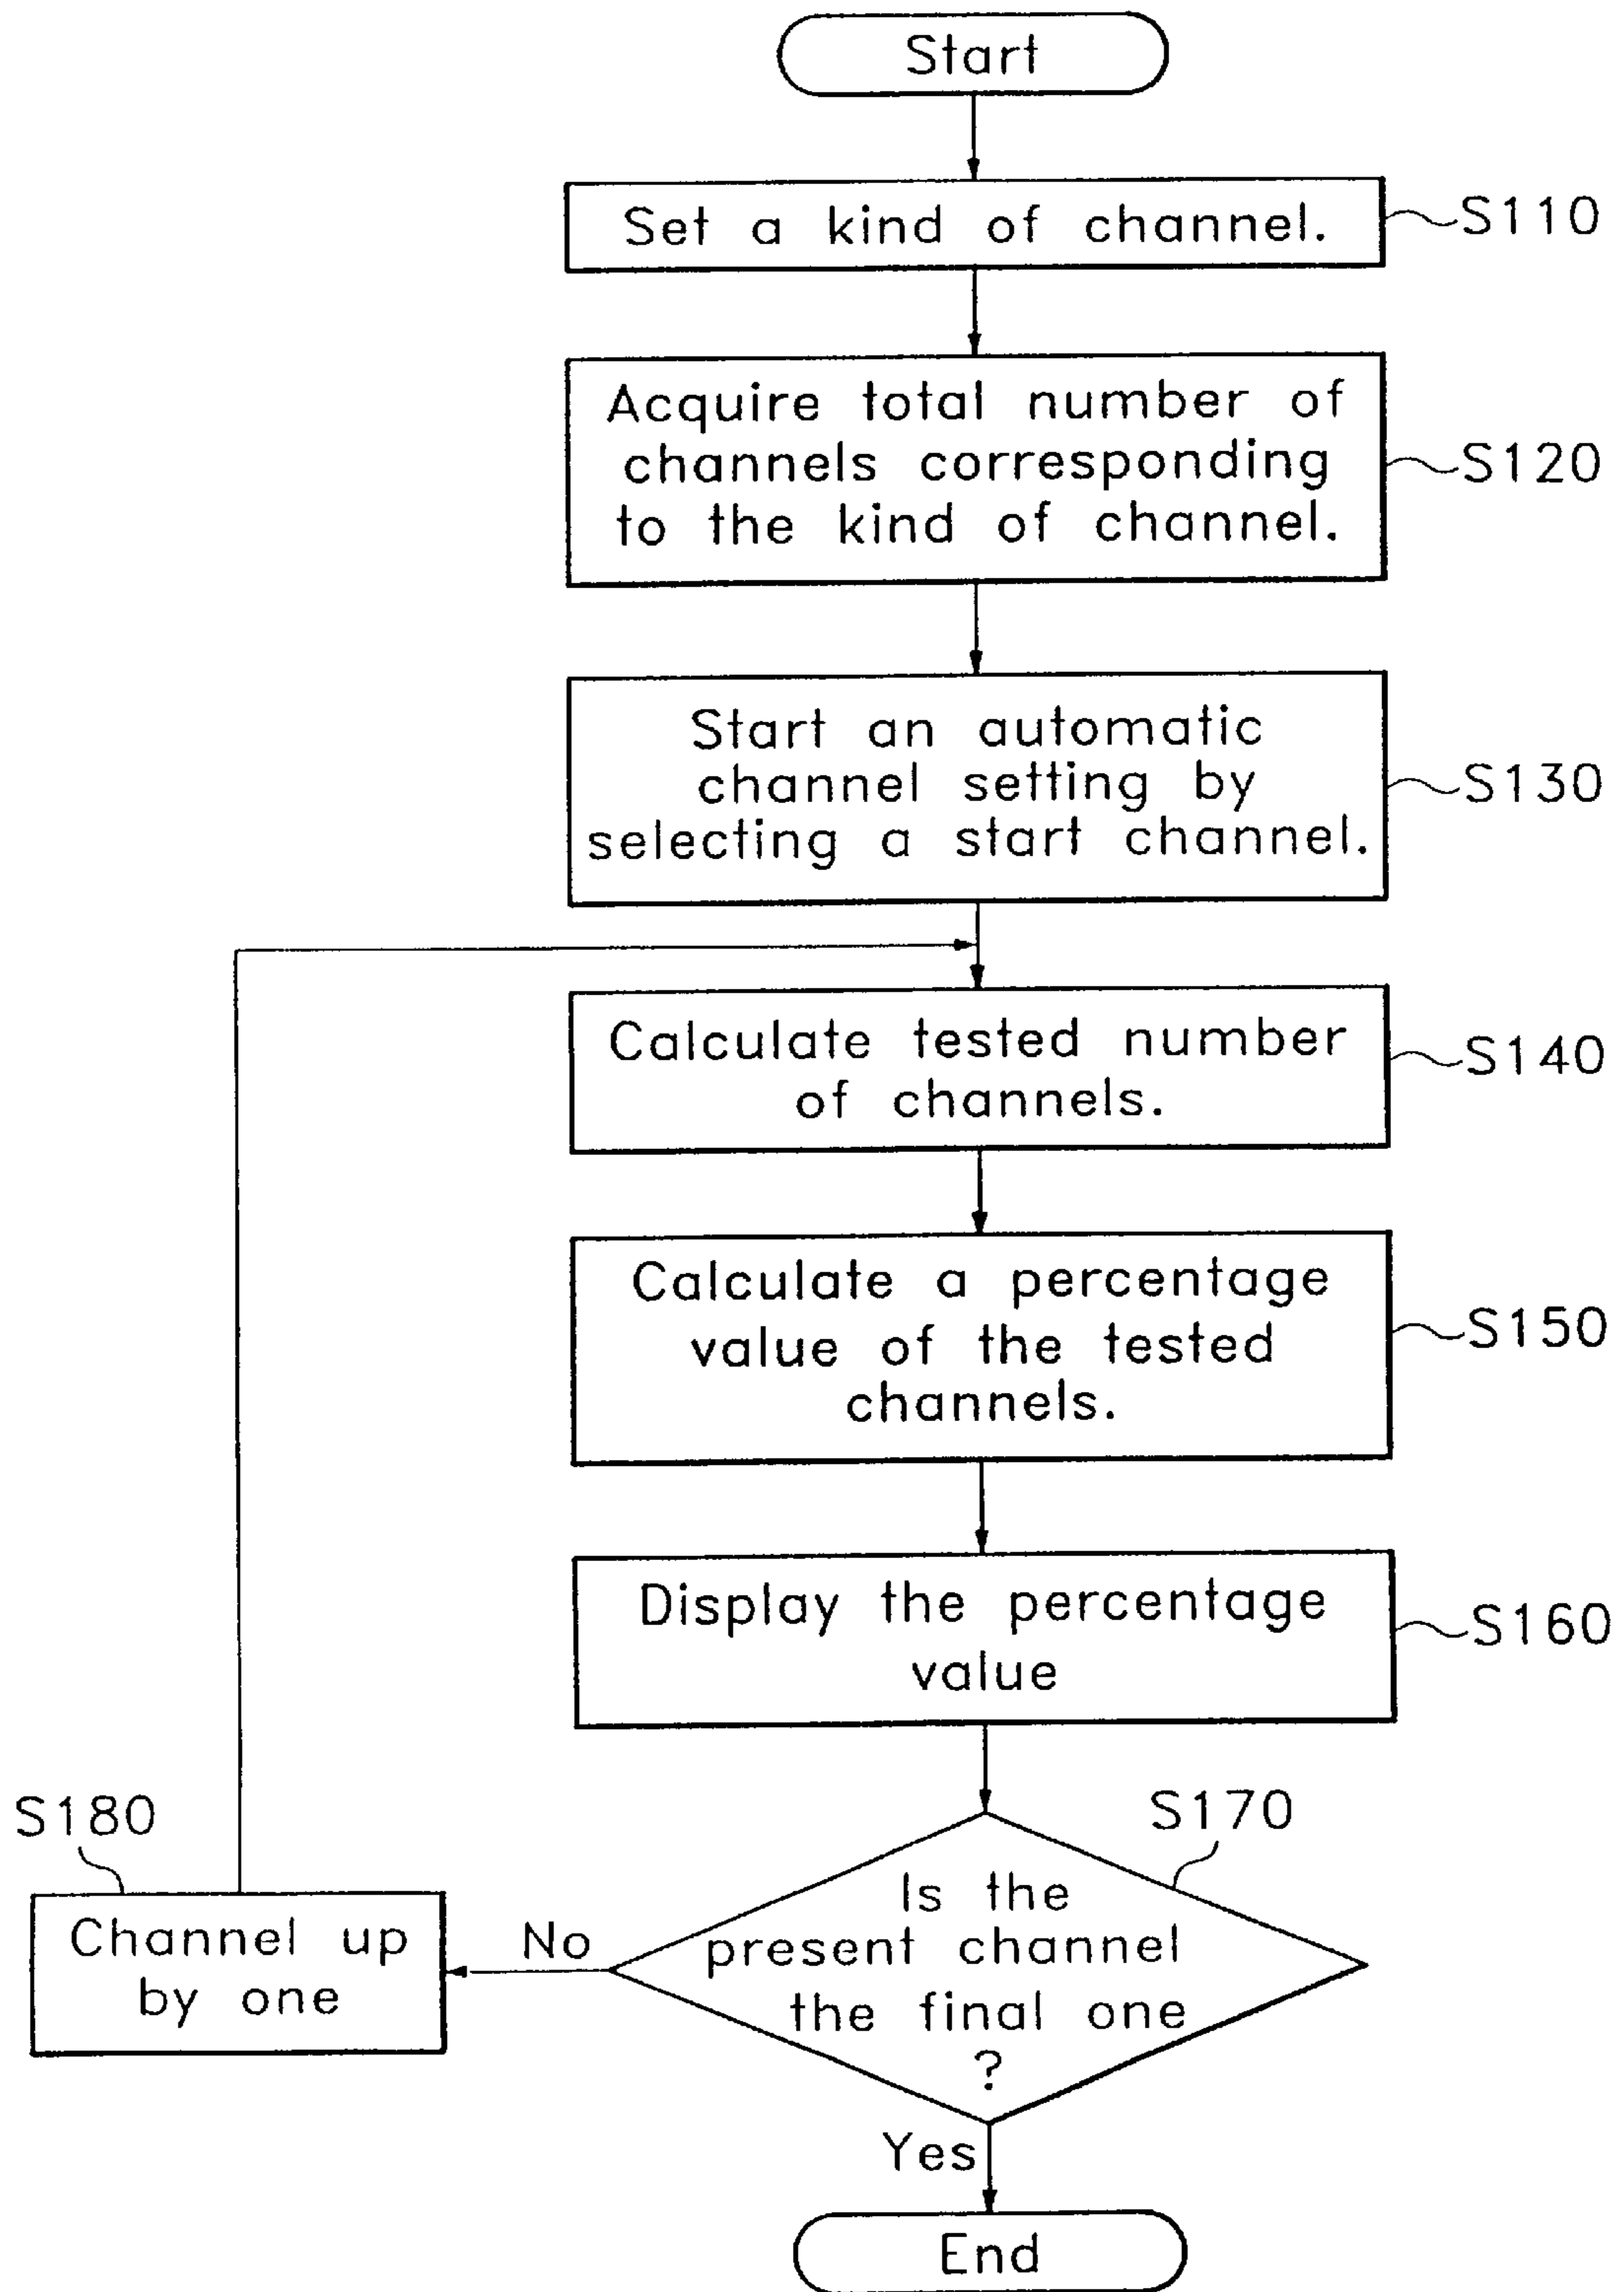 Start
Set a kind of channel.
S110
Acquire total number of
channels corresponding
to the kind of channel.
S120
Start an automatic
channel setting by
selecting a start channel.
S130
Calculate tested number
of channels.
S140
Calculate a percentage
value of the tested
channels.
S150
Display the percentage
value
S160
S170
Is the
present channel
the final one
?
No
S180
Channel up
by one
Yes
End